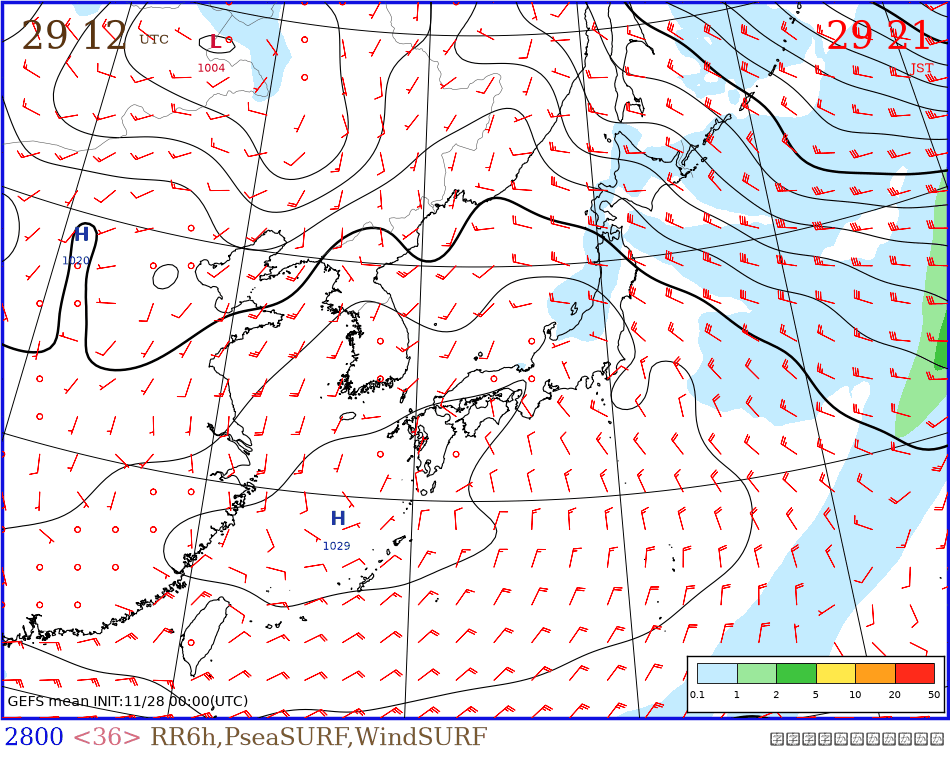 29 12 UTC
29 21 JST
L
1004
H
1020
H
1029
0.1 1 2 5 10 20 50
GEFS mean INIT:11/28 00:00(UTC)
2800 <36> RR6h,PseaSURF,WindSURF